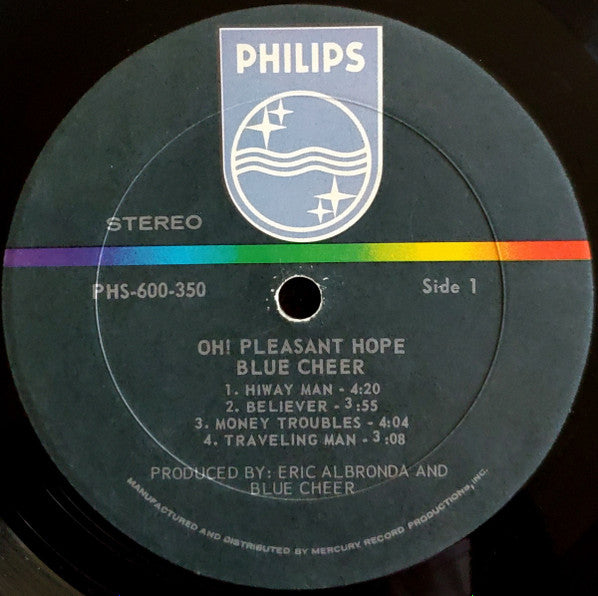 PHILIPS
STEREO
PHS-600-350
Side 1
OH! PLEASANT HOPE
BLUE CHEER
1. HIWAY MAN - 4:20
2. BELIEVER - 3:55
3. MONEY TROUBLES - 4:04
4. TRAVELING MAN - 3:08
PRODUCED BY: ERIC ALBRONDA AND
BLUE CHEER
MANUFACTURED AND DISTRIBUTED BY MERCURY RECORD PRODUCTIONS, INC.